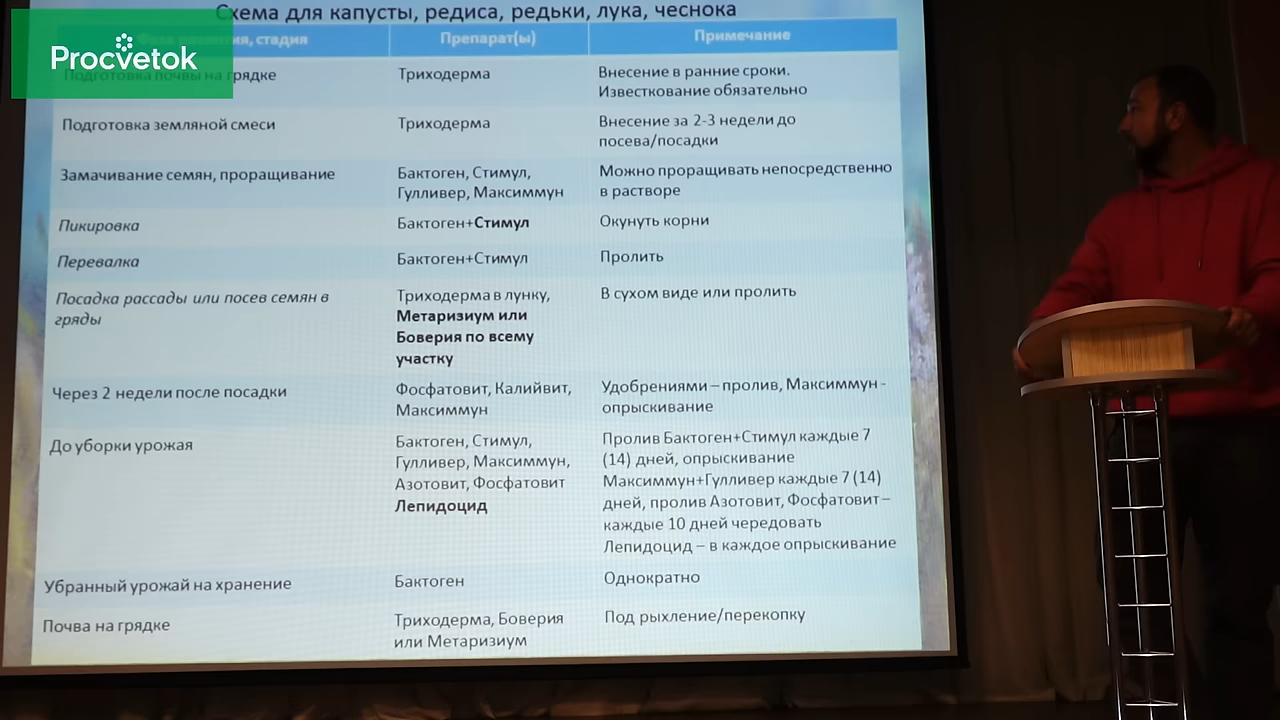 Схема для капусты, редиса, редьки, лука, чеснока
Procvetok
Фаза развития, стадия
Препарат(ы)
Примечание
Подготовка почвы на грядке
Триходерма
Внесение в ранние сроки.
Известкование обязательно
Подготовка земляной смеси
Триходерма
Внесение за 2-3 недели до
посева/посадки
Замачивание семян, проращивание
Бактоген, Стимул,
Гулливер, Максиммун
Можно проращивать непосредственно
в растворе
Пикировка
Бактоген+Стимул
Окунуть корни
Перевалка
Бактоген+Стимул
Пролить
Посадка рассады или посев семян в
гряды
Триходерма в лунку,
Метаризиум или
Боверия по всему
участку
В сухом виде или пролить
Через 2 недели после посадки
Фосфатовит, Калийвит,
Максиммун
Удобрениями – пролив, Максиммун -
опрыскивание
До уборки урожая
Бактоген, Стимул,
Гулливер, Максиммун,
Азотовит, Фосфатовит
Лепидоцид
Пролив Бактоген+Стимул каждые 7
(14) дней, опрыскивание
Максиммун+Гулливер каждые 7 (14)
дней, пролив Азотовит, Фосфатовит –
каждые 10 дней чередовать
Лепидоцид – в каждое опрыскивание
Убранный урожай на хранение
Бактоген
Однократно
Почва на грядке
Триходерма, Боверия
или Метаризиум
Под рыхление/перекопку